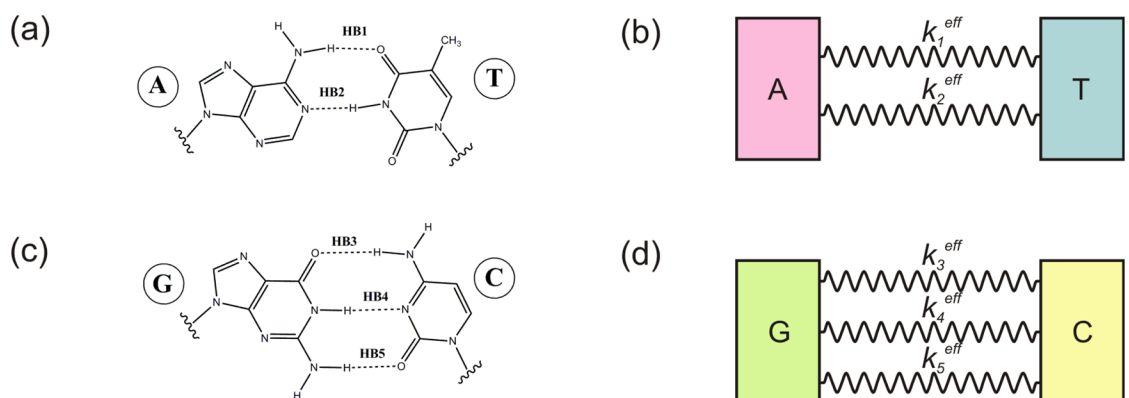 (a)
H
HB1
N
H
O
CH3
A
N
HB2
T
N
N
H
N
N
N
O
(b)
A
k1eff
k2eff
T
(c)
H
HB3
O
H
N
G
N
HB4
C
N
N
H
N
N
HB5
N
N
H
O
H
(d)
G
k3eff
k4eff
k5eff
C